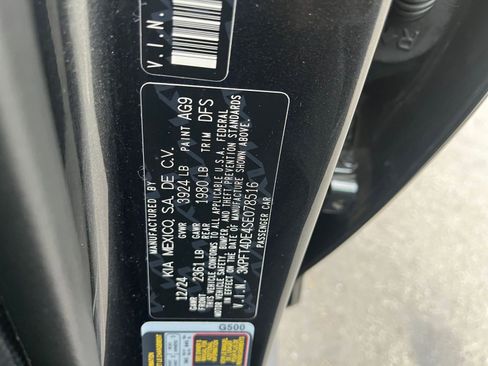 V.I.N.
MANUFACTURED BY
KIA MEXICO S.A. DE C.V.
12/24 GVWR 3924 LB PAINT AG9
GAWR FRONT 2361 LB GAWR REAR 1980 LB TRIM DFS
THIS VEHICLE CONFORMS TO ALL APPLICABLE U.S.A. FEDERAL
MOTOR VEHICLE SAFETY, BUMPER, AND THEFT PREVENTION STANDARDS
IN EFFECT ON THE DATE OF MANUFACTURE SHOWN ABOVE.
V.I.N. 3KPFT4DE4SE078516
PASSENGER CAR
G500